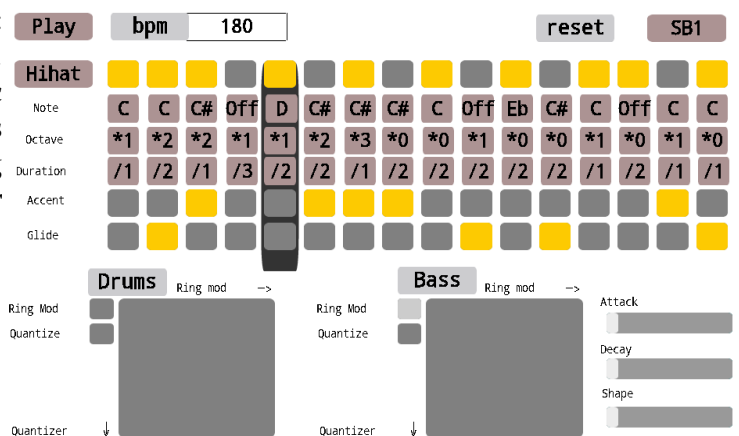 Play bpm 180 reset SB1
Hihat
Note C C C# Off D C# C# C# C Off Eb C# C Off C C
Octave *1 *2 *2 *1 *1 *2 *3 *0 *0 *1 *0 *0 *1 *0 *1 *0
Duration /1 /2 /1 /3 /2 /2 /1 /2 /2 /1 /2 /2 /1 /2 /2 /1
Accent
Glide
Drums Ring mod -> Bass Ring mod ->
Ring Mod Ring Mod Attack
Quantize Quantize
Decay
Shape
Quantizer ↓ Quantizer ↓